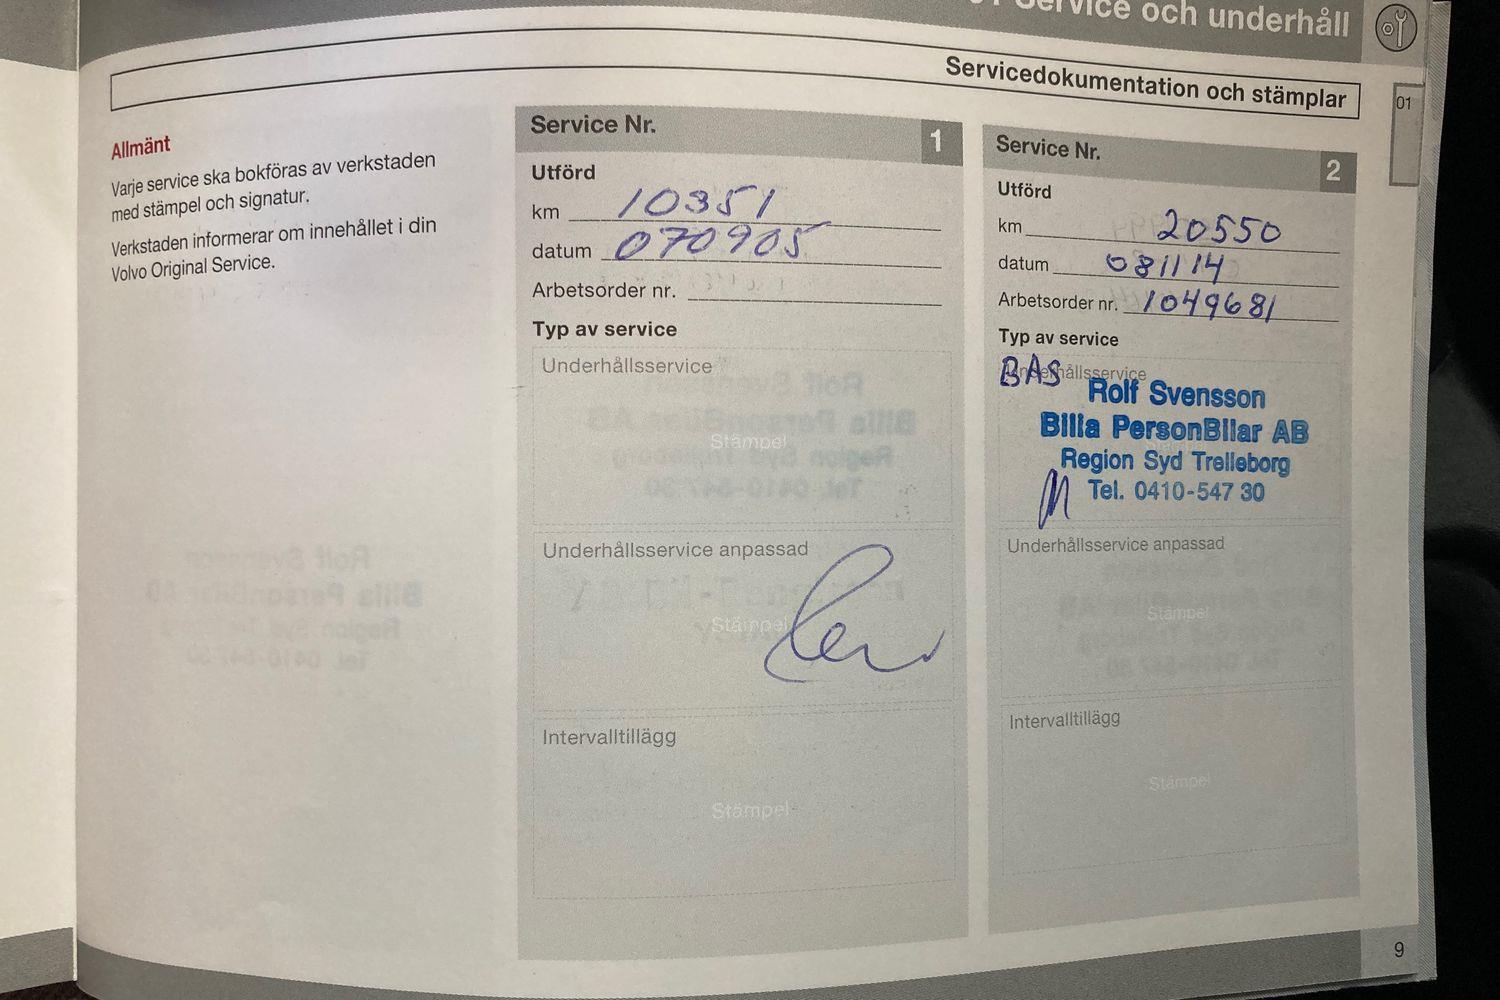 Service och underhåll
Servicedokumentation och stämplar
01
Allmänt
Varje service ska bokföras av verkstaden
med stämpel och signatur.
Verkstaden informerar om innehållet i din
Volvo Original Service.
Service Nr. 1
Utförd
km 10351
datum 070905
Arbetsorder nr.
Typ av service
Underhållsservice
Stämpel
Underhållsservice anpassad
Stämpel
Intervalltillägg
Stämpel
Service Nr. 2
Utförd
km 20550
datum 081114
Arbetsorder nr. 1049681
Typ av service
BAS Underhållsservice
Rolf Svensson
Bilia PersonBilar AB
Region Syd Trelleborg
Tel. 0410-547 30
Underhållsservice anpassad
Stämpel
Intervalltillägg
Stämpel
9